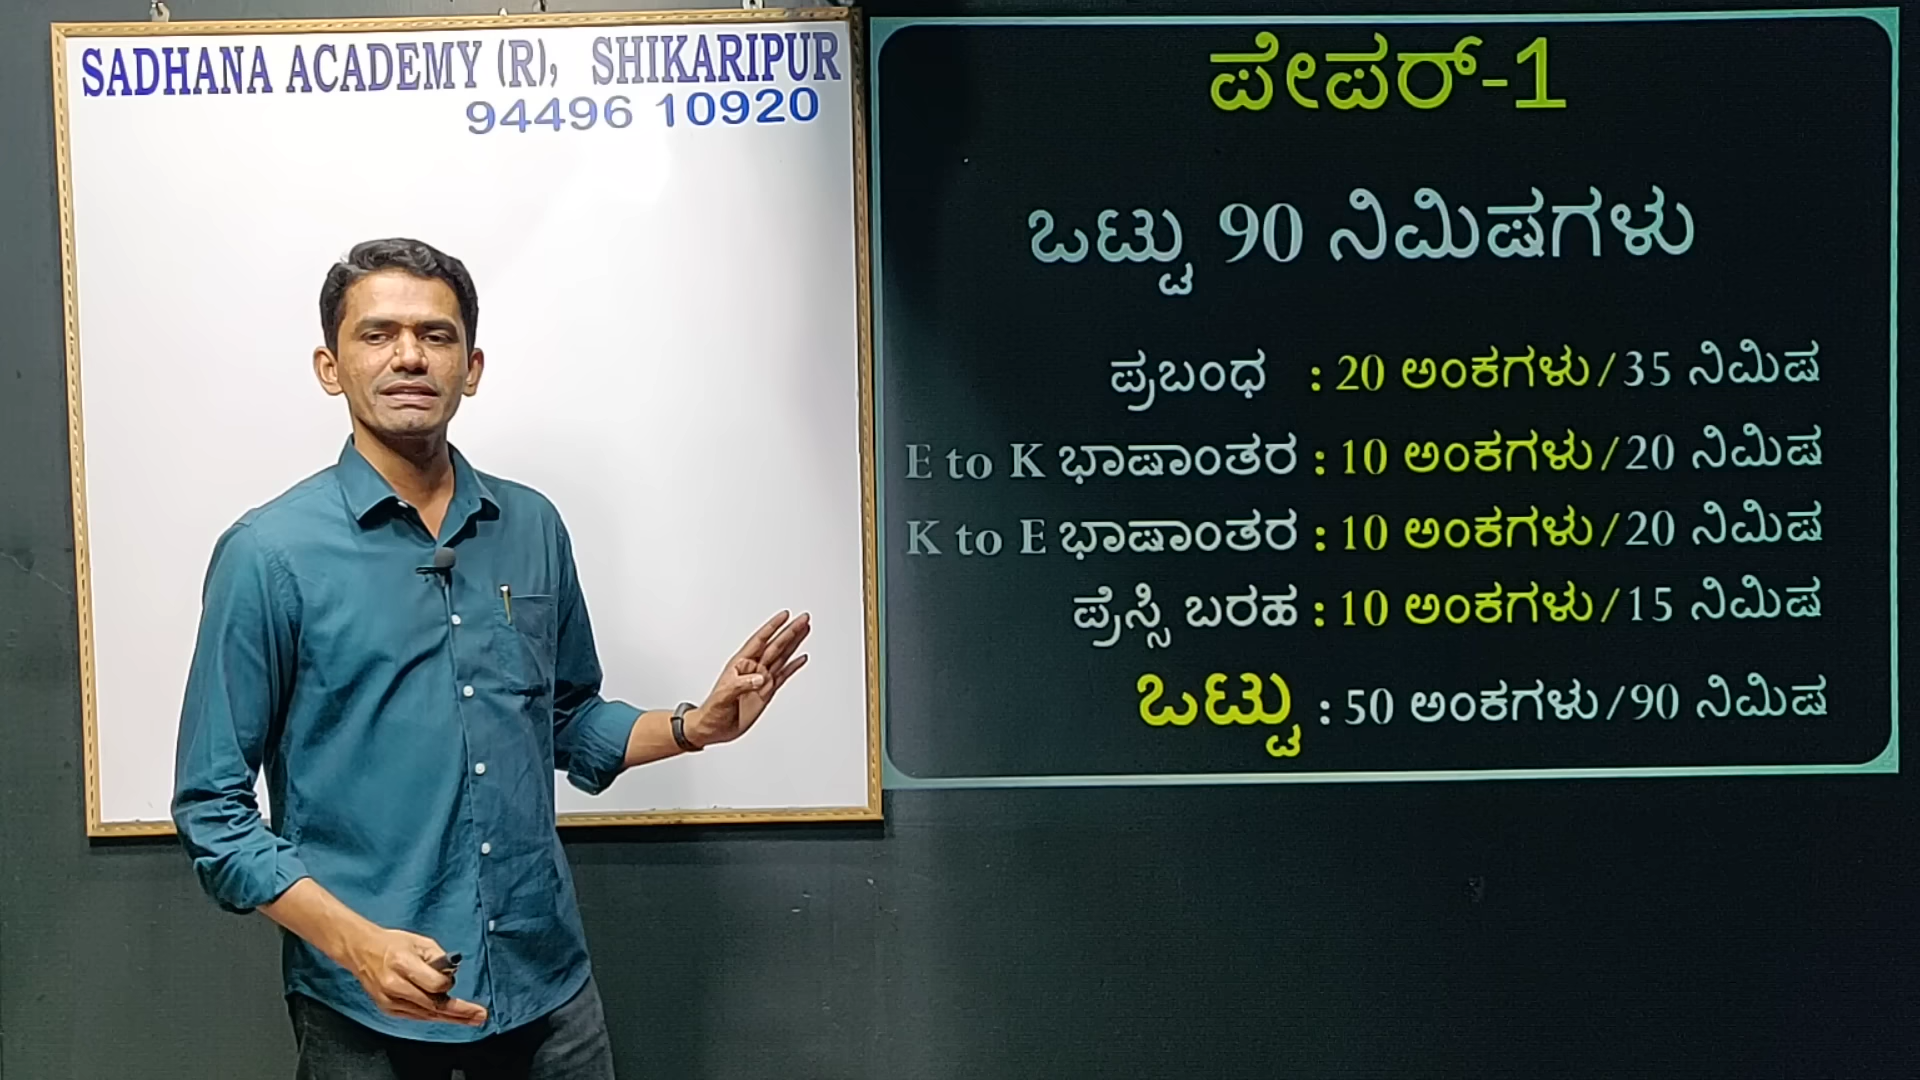 SADHANA ACADEMY (R), SHIKARIPUR
94496 10920
ಪೇಪರ್-1
ಒಟ್ಟು 90 ನಿಮಿಷಗಳು
ಪ್ರಬಂಧ : 20 ಅಂಕಗಳು/35 ನಿಮಿಷ
E to K ಭಾಷಾಂತರ : 10 ಅಂಕಗಳು/20 ನಿಮಿಷ
K to E ಭಾಷಾಂತರ : 10 ಅಂಕಗಳು/20 ನಿಮಿಷ
ಪ್ರೆಸ್ಸಿ ಬರಹ : 10 ಅಂಕಗಳು/15 ನಿಮಿಷ
ಒಟ್ಟು : 50 ಅಂಕಗಳು/90 ನಿಮಿಷ